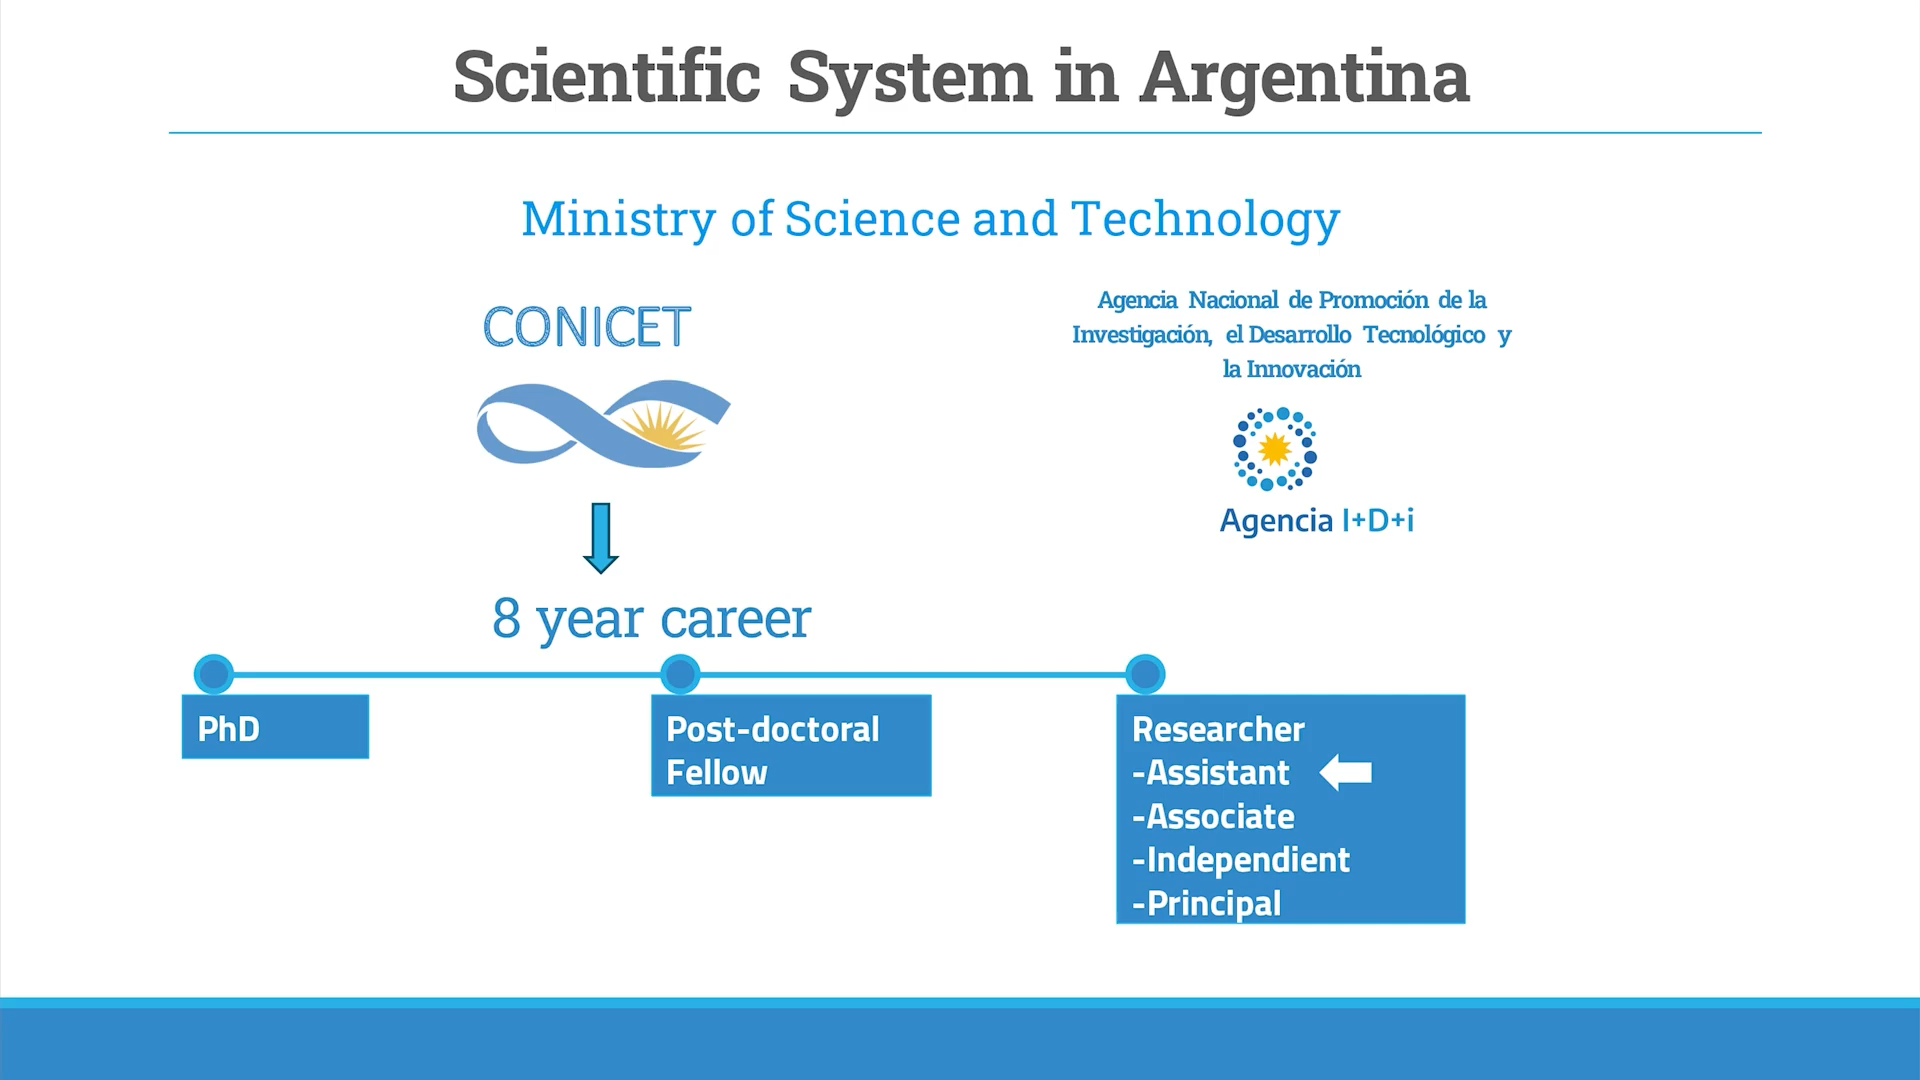 Scientific System in Argentina
Ministry of Science and Technology
CONICET
Agencia Nacional de Promoción de la
Investigación, el Desarrollo Tecnológico y
la Innovación
Agencia I+D+i
8 year career
PhD
Post-doctoral
Fellow
Researcher
-Assistant
-Associate
-Independient
-Principal